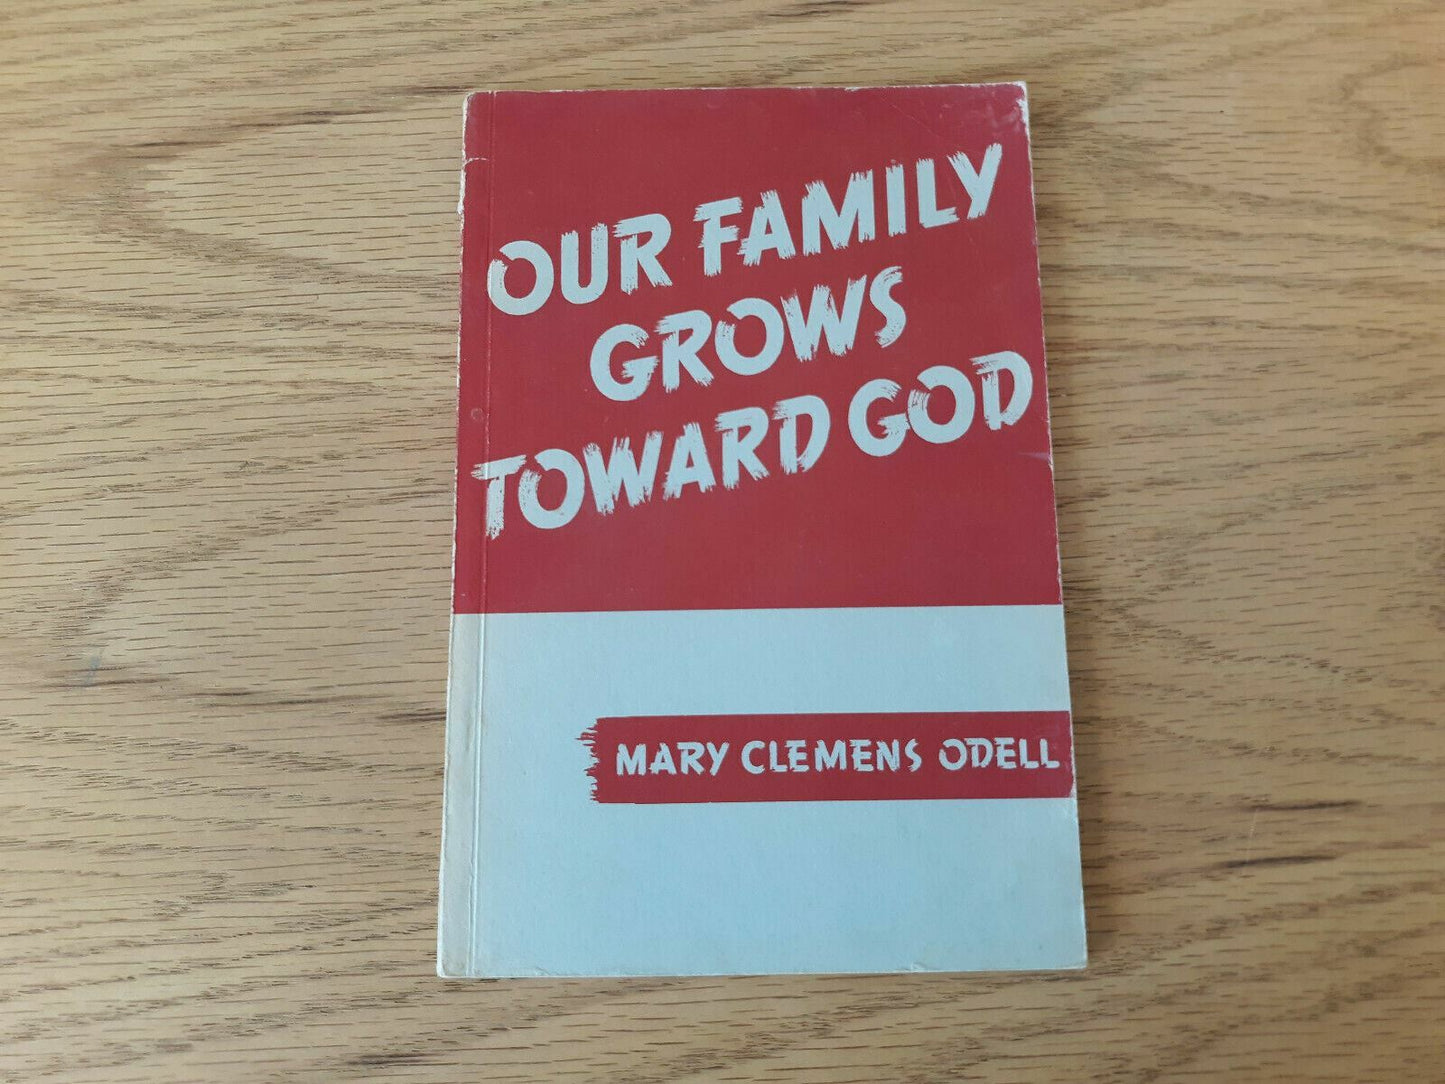 OUR FAMILY
GROWS
TOWARD GOD
MARY CLEMENS ODELL